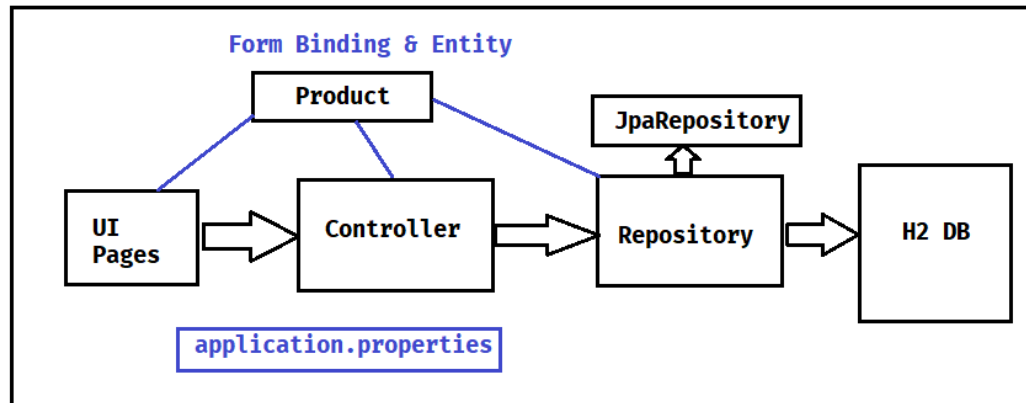 Form Binding & Entity
Product
JpaRepository
UI
Pages
Controller
Repository
H2 DB
application.properties